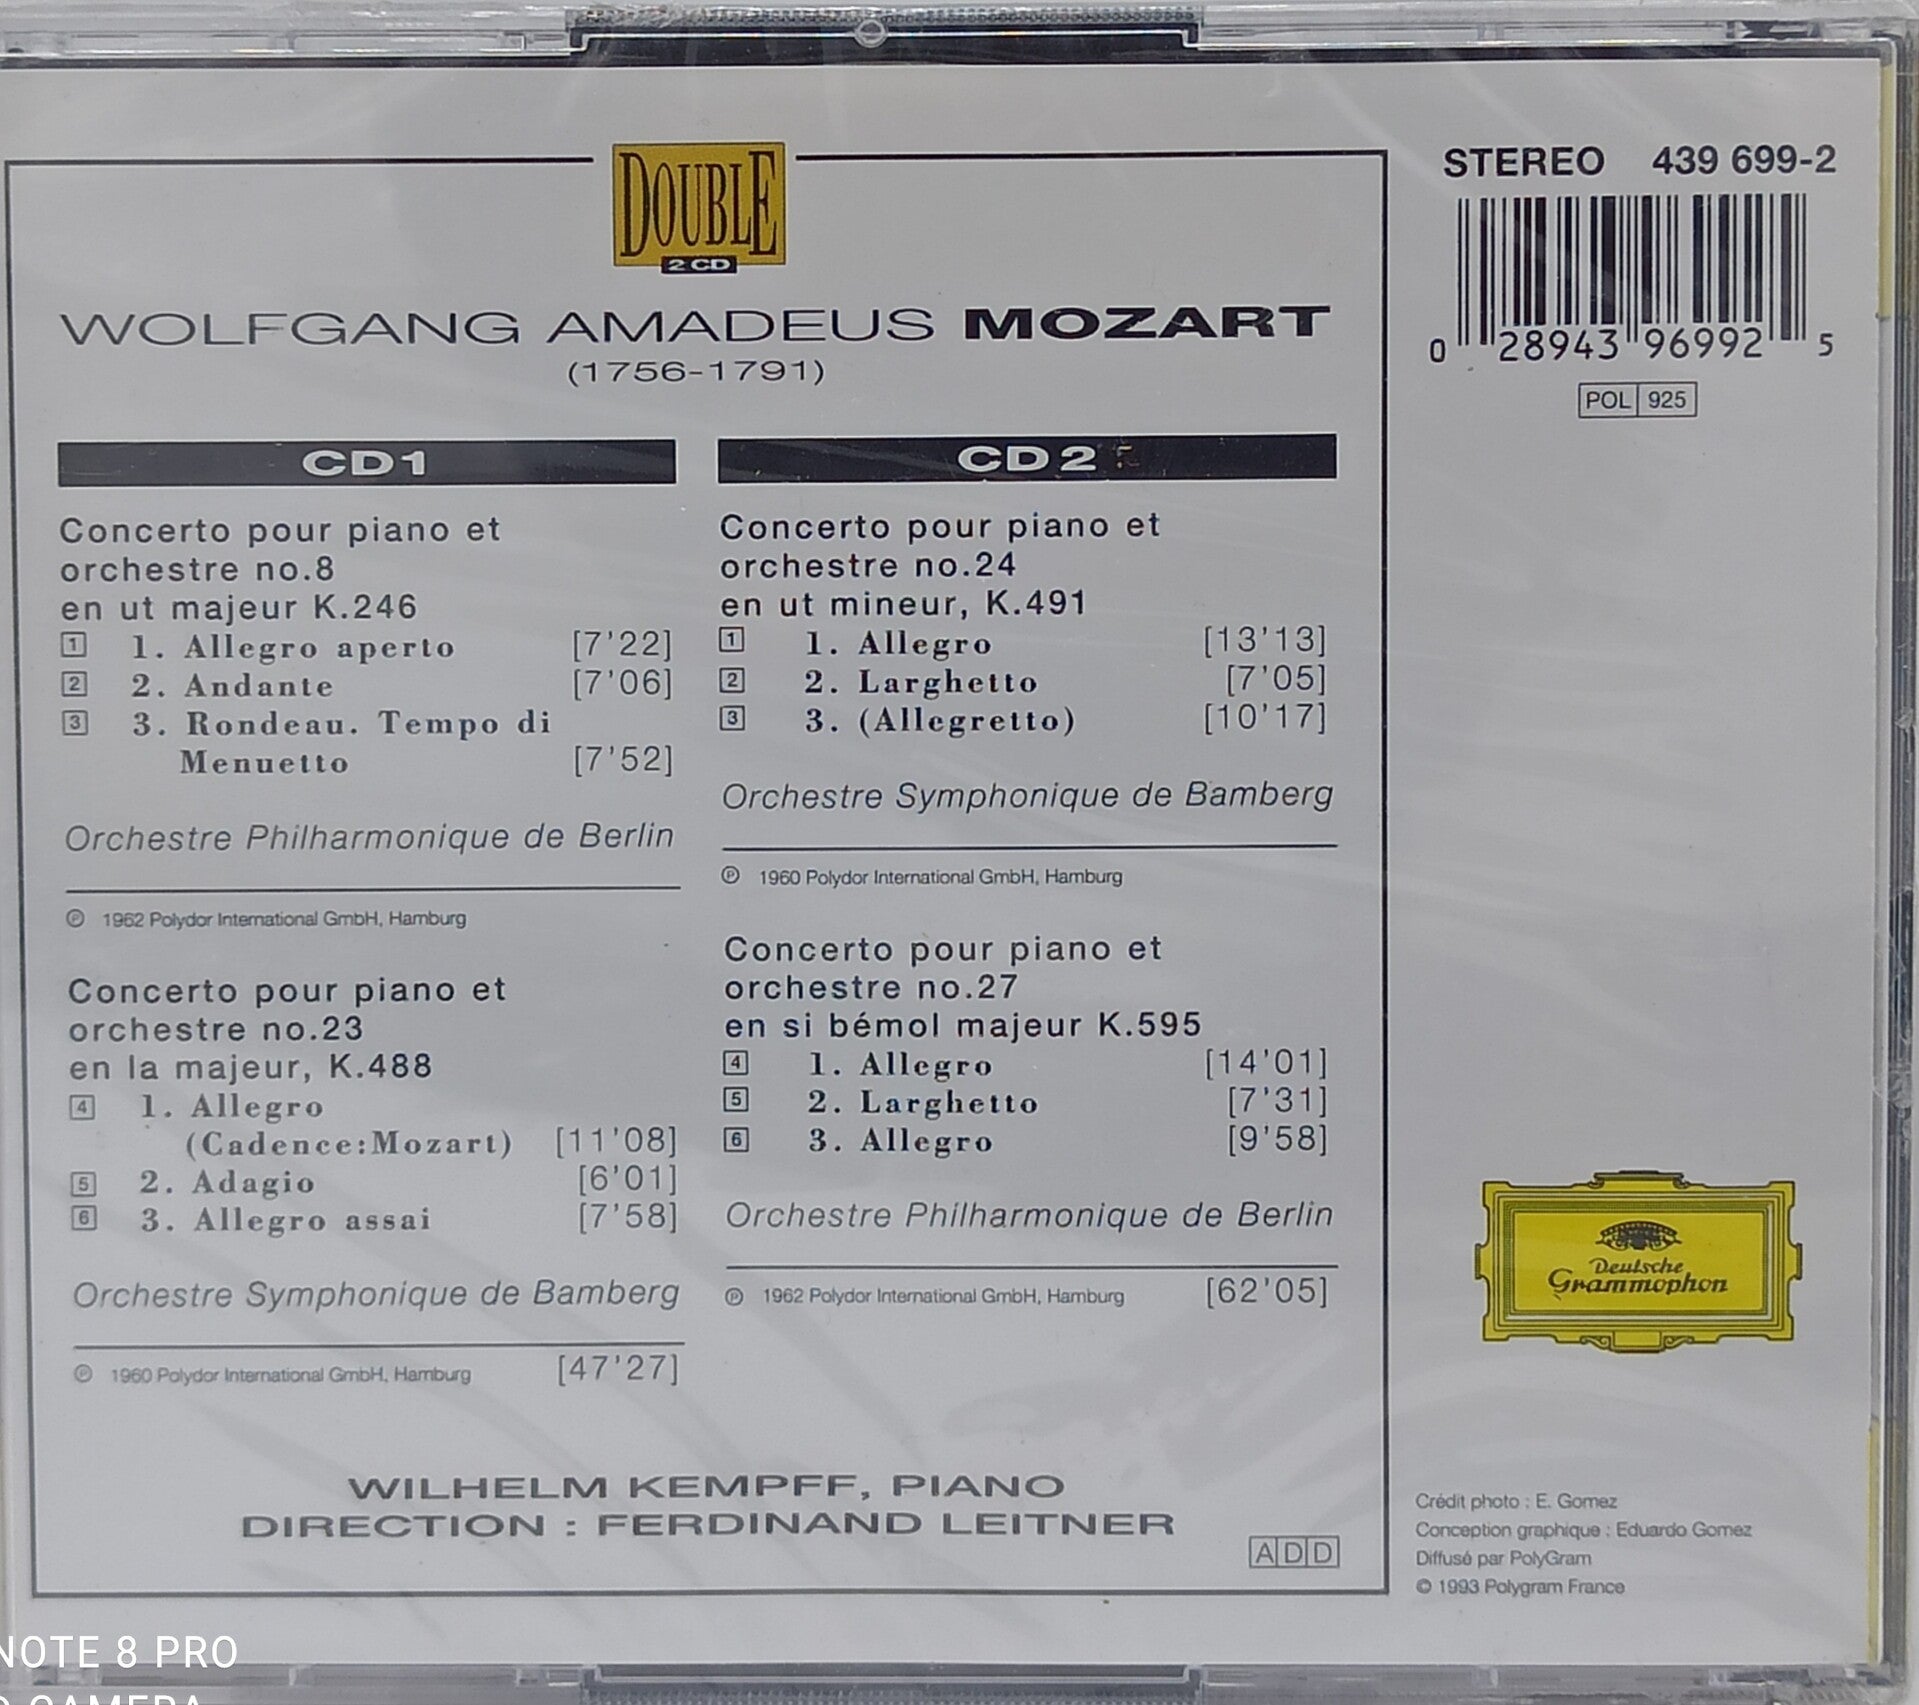 DOUBLE
2 CD
WOLFGANG AMADEUS MOZART
(1756-1791)
CD 1
Concerto pour piano et
orchestre no.8
en ut majeur K.246
1 1. Allegro aperto [7'22]
2 2. Andante [7'06]
3 3. Rondeau. Tempo di
Menuetto [7'52]
Orchestre Philharmonique de Berlin
℗ 1962 Polydor International GmbH, Hamburg
Concerto pour piano et
orchestre no.23
en la majeur, K.488
4 1. Allegro
(Cadence:Mozart) [11'08]
5 2. Adagio [6'01]
6 3. Allegro assai [7'58]
Orchestre Symphonique de Bamberg
℗ 1960 Polydor International GmbH, Hamburg [47'27]
CD 2
Concerto pour piano et
orchestre no.24
en ut mineur, K.491
1 1. Allegro [13'13]
2 2. Larghetto [7'05]
3 3. (Allegretto) [10'17]
Orchestre Symphonique de Bamberg
℗ 1960 Polydor International GmbH, Hamburg
Concerto pour piano et
orchestre no.27
en si bémol majeur K.595
4 1. Allegro [14'01]
5 2. Larghetto [7'31]
6 3. Allegro [9'58]
Orchestre Philharmonique de Berlin
℗ 1962 Polydor International GmbH, Hamburg [62'05]
WILHELM KEMPFF, PIANO
DIRECTION : FERDINAND LEITNER
ADD
STEREO 439 699-2
0 28943 96992 5
POL 925
Deutsche
Grammophon
Crédit photo : E. Gomez
Conception graphique : Eduardo Gomez
Diffusé par PolyGram
© 1993 Polygram France
NOTE 8 PRO
CAMERA